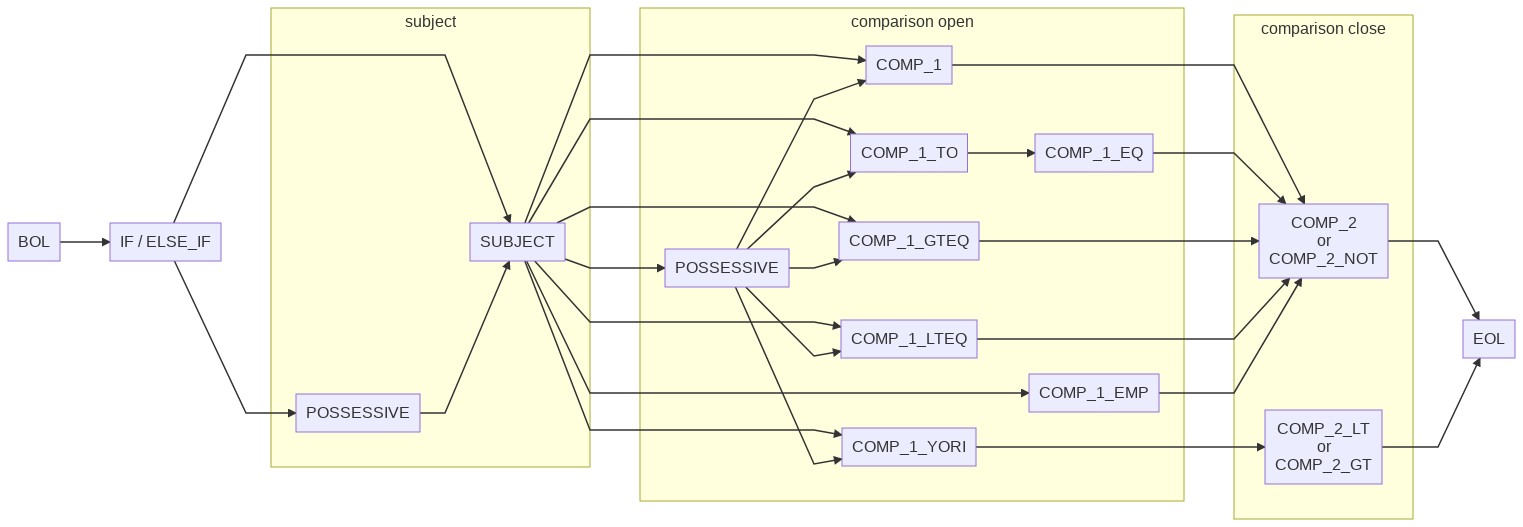 subject
comparison open
comparison close
COMP_1
COMP_1_TO
COMP_1_EQ
BOL
IF / ELSE_IF
SUBJECT
COMP_1_GTEQ
COMP_2
or
COMP_2_NOT
POSSESSIVE
COMP_1_LTEQ
EOL
COMP_1_EMP
POSSESSIVE
COMP_1_YORI
COMP_2_LT
or
COMP_2_GT